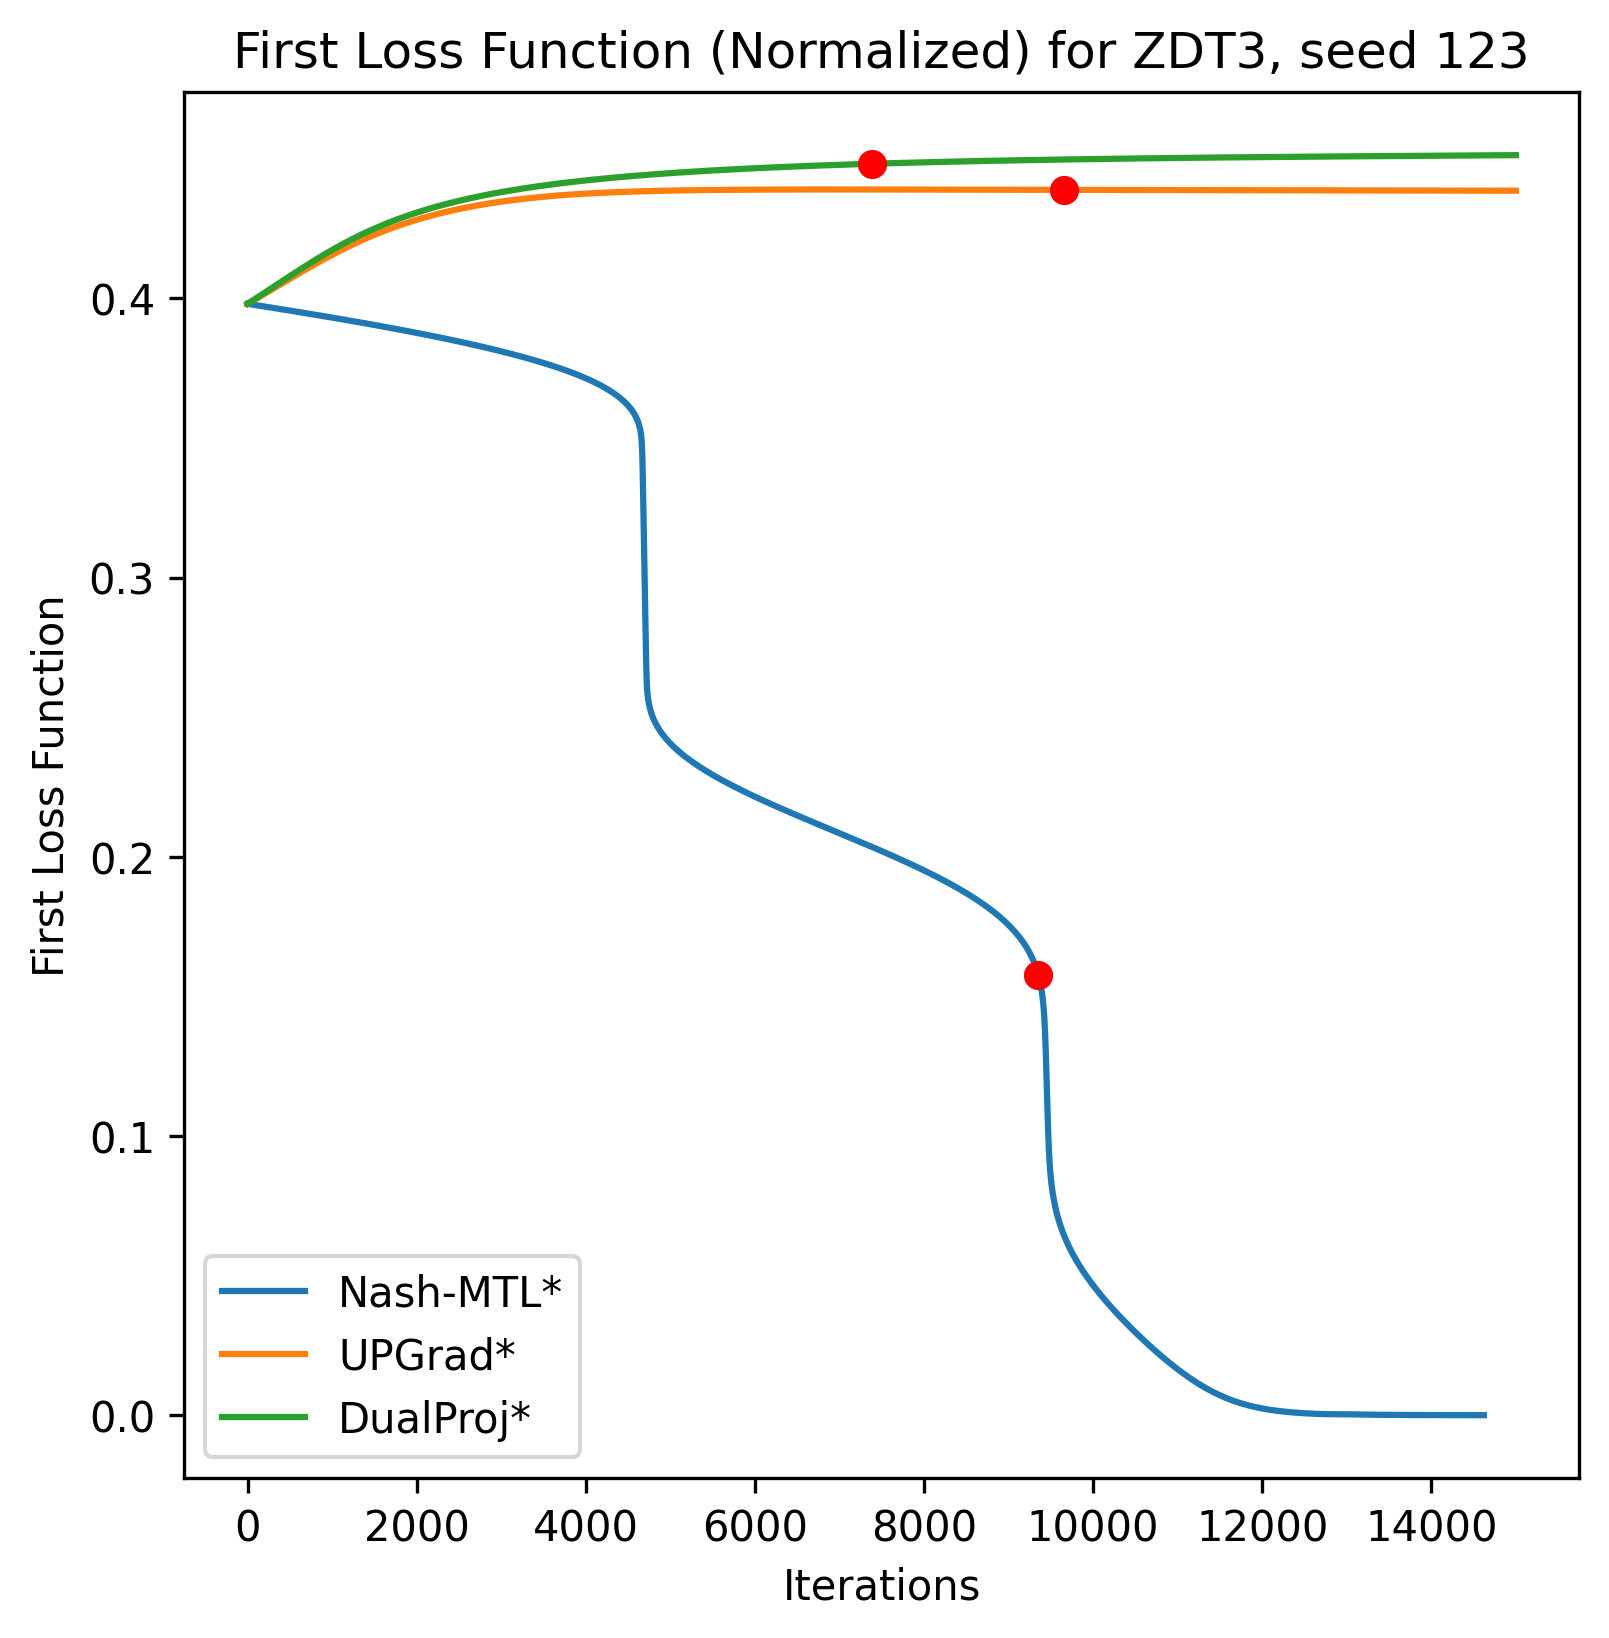 First Loss Function (Normalized) for ZDT3, seed 123
First Loss Function
0.4
0.3
0.2
0.1
0.0
Nash-MTL*
UPGrad*
DualProj*
0 2000 4000 6000 8000 10000 12000 14000
Iterations